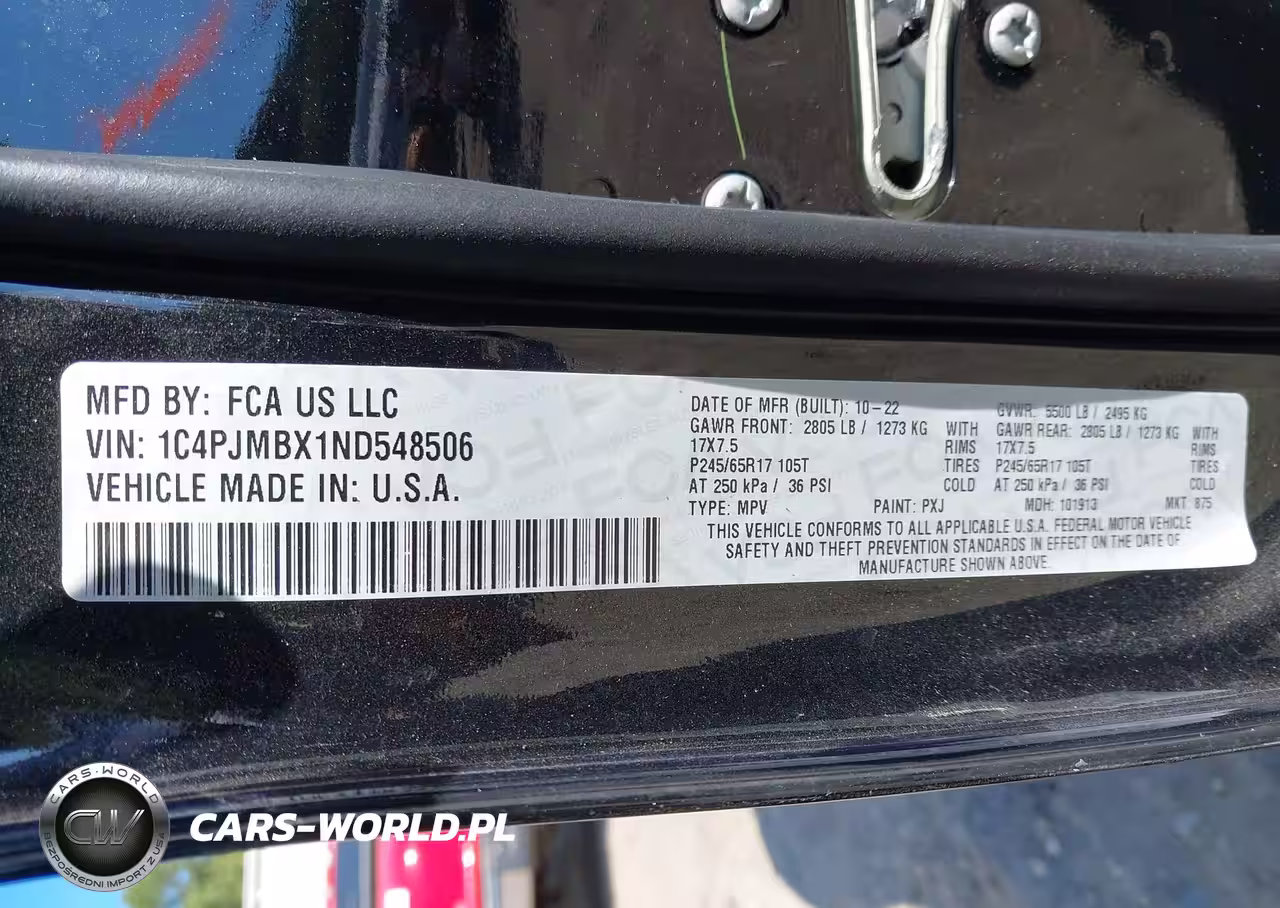 MFD BY: FCA US LLC
VIN: 1C4PJMBX1ND548506
VEHICLE MADE IN: U.S.A.
DATE OF MFR (BUILT): 10-22 GVWR: 5500 LB / 2495 KG
GAWR FRONT: 2805 LB / 1273 KG WITH GAWR REAR: 2805 LB / 1273 KG WITH
17X7.5 RIMS 17X7.5 RIMS
P245/65R17 105T TIRES P245/65R17 105T TIRES
AT 250 kPa / 36 PSI COLD AT 250 kPa / 36 PSI COLD
TYPE: MPV PAINT: PXJ MDH: 101913 MKT: 875
THIS VEHICLE CONFORMS TO ALL APPLICABLE U.S.A. FEDERAL MOTOR VEHICLE
SAFETY AND THEFT PREVENTION STANDARDS IN EFFECT ON THE DATE OF
MANUFACTURE SHOWN ABOVE.
CARS-WORLD
CW
BEZPOŚREDNI IMPORT Z USA
CARS-WORLD.PL